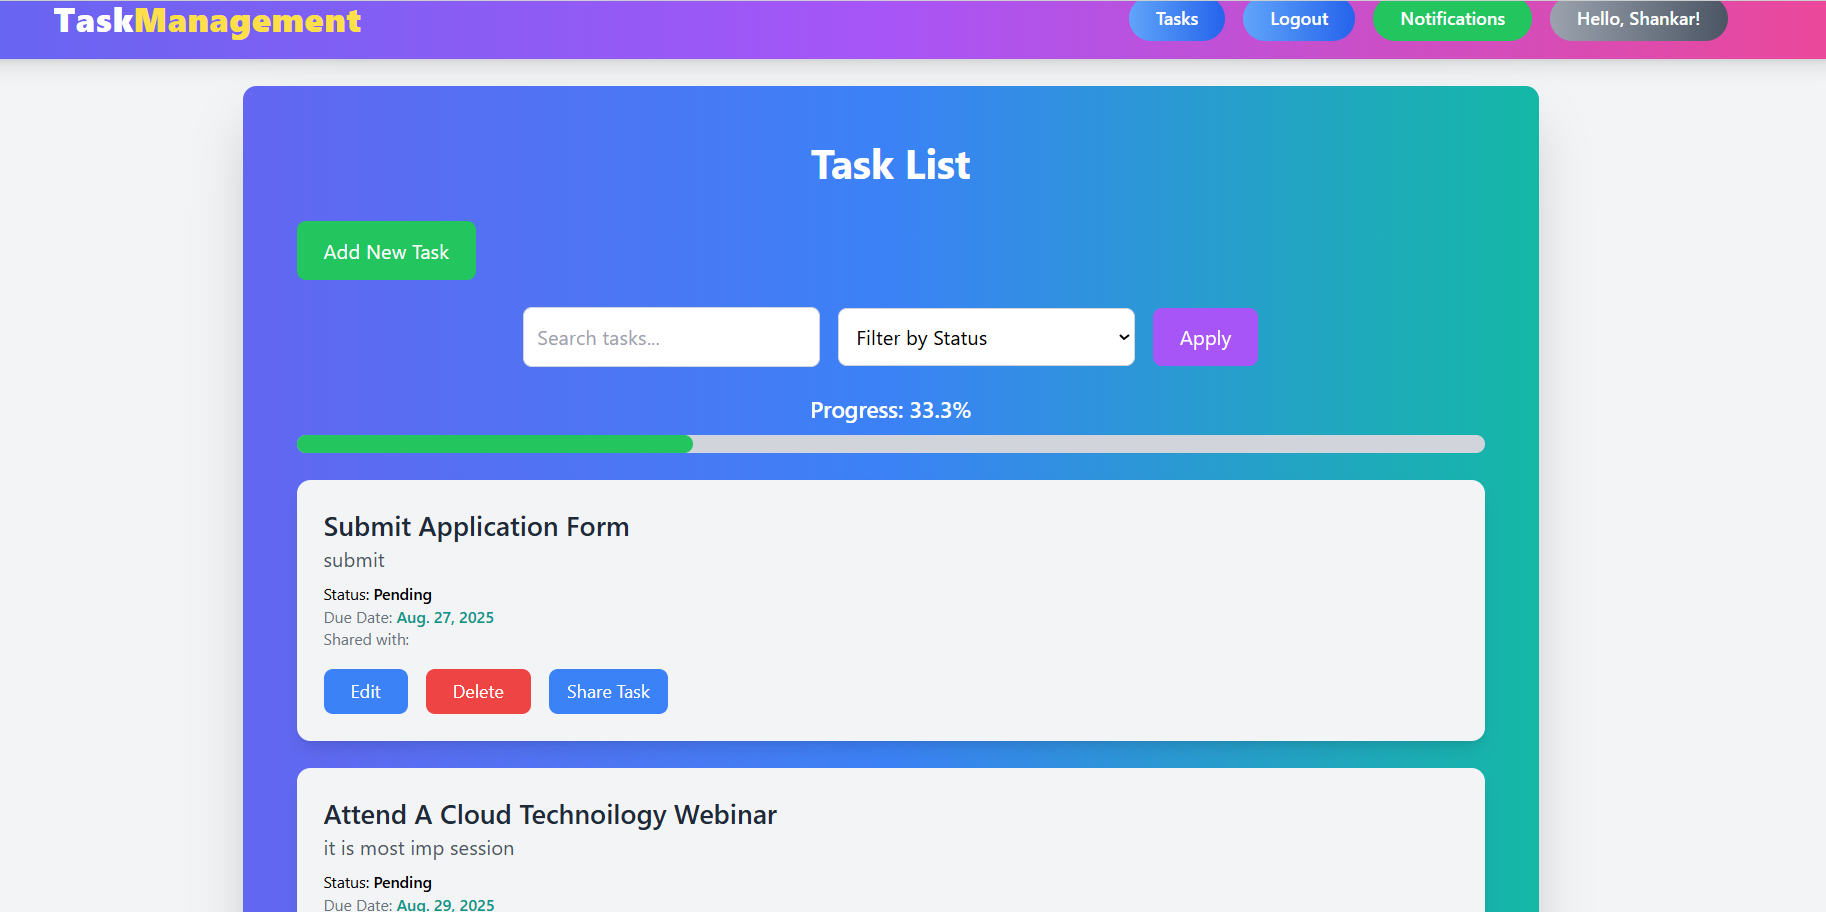 TaskManagement
Tasks
Logout
Notifications
Hello, Shankar!
Task List
Add New Task
Search tasks...
Filter by Status
Apply
Progress: 33.3%
Submit Application Form
submit
Status: Pending
Due Date: Aug. 27, 2025
Shared with:
Edit
Delete
Share Task
Attend A Cloud Technoilogy Webinar
it is most imp session
Status: Pending
Due Date: Aug. 29, 2025